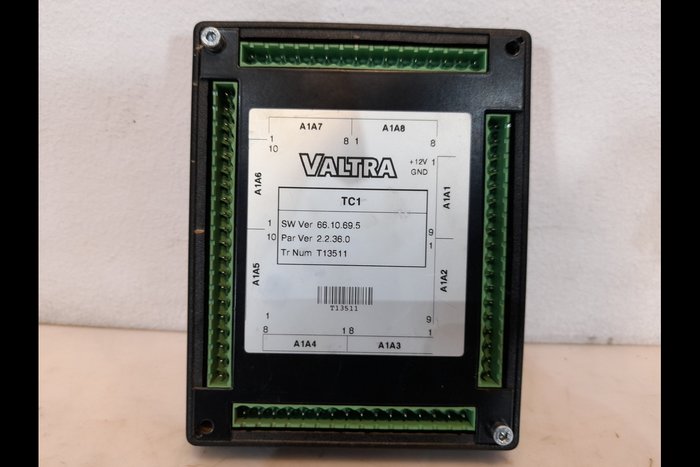 A1A7 A1A8
1 8 1 8
10
VALTRA
+12V 1
GND
A1A6
A1A1
TC1
SW Ver 66.10.69.5
Par Ver 2.2.36.0
Tr Num T13511
1 9
10 1
A1A5
A1A2
T13511
1 9
8 1 8 1
A1A4 A1A3